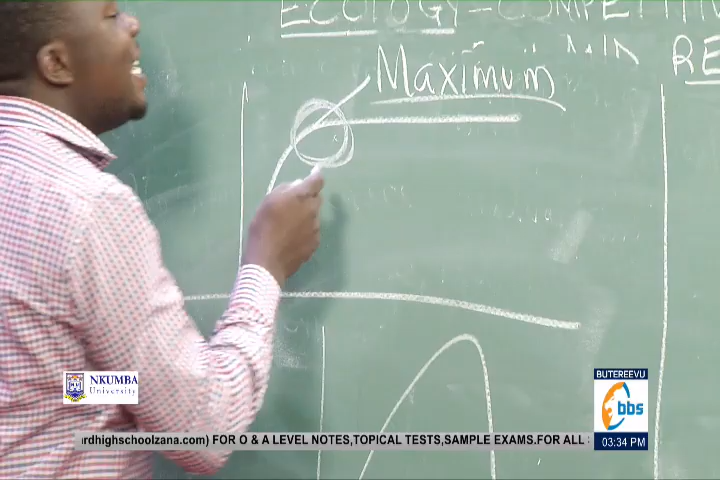 ECOLOGY - COMPETITI
RE
Maximum
NKUMBA
University
BUTEREEVU
bbs
03:34 PM
rdhighschoolzana.com) FOR O & A LEVEL NOTES,TOPICAL TESTS,SAMPLE EXAMS.FOR ALL